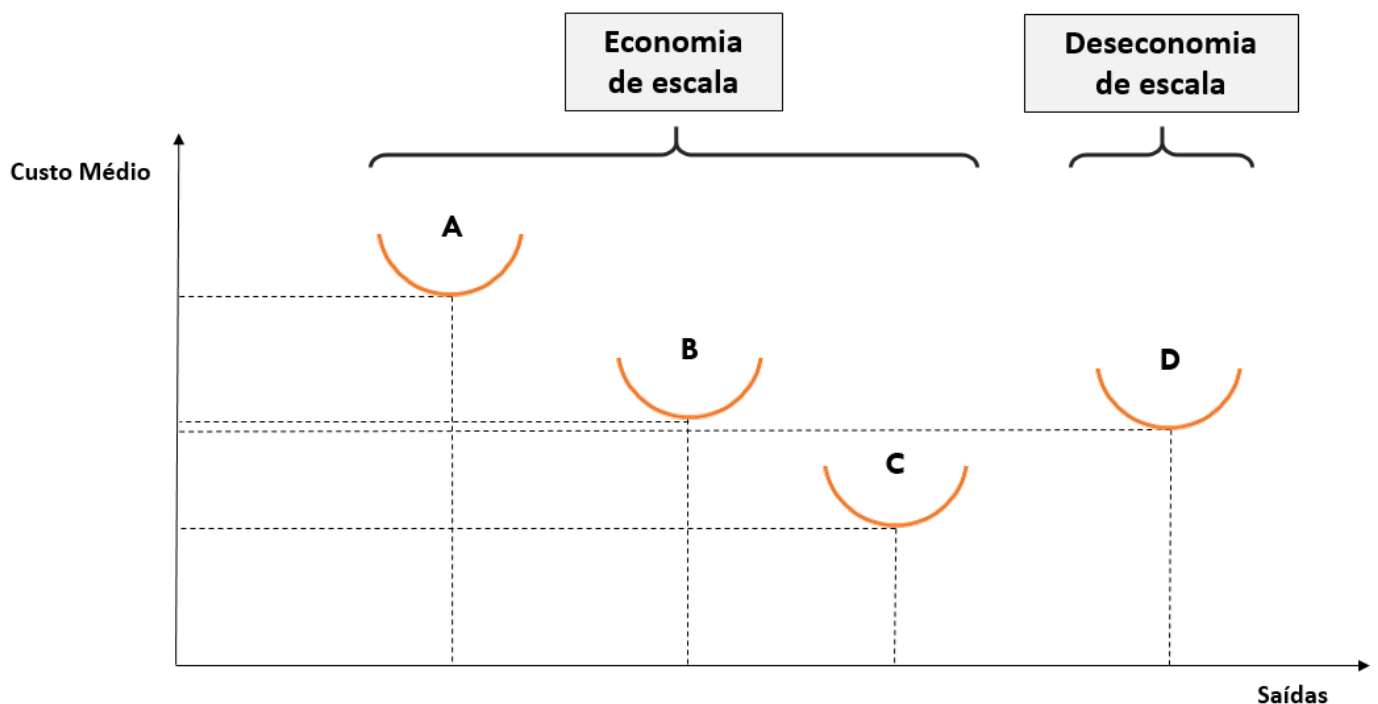 Economia
de escala
Deseconomia
de escala
Custo Médio
A
B
D
C
Saídas